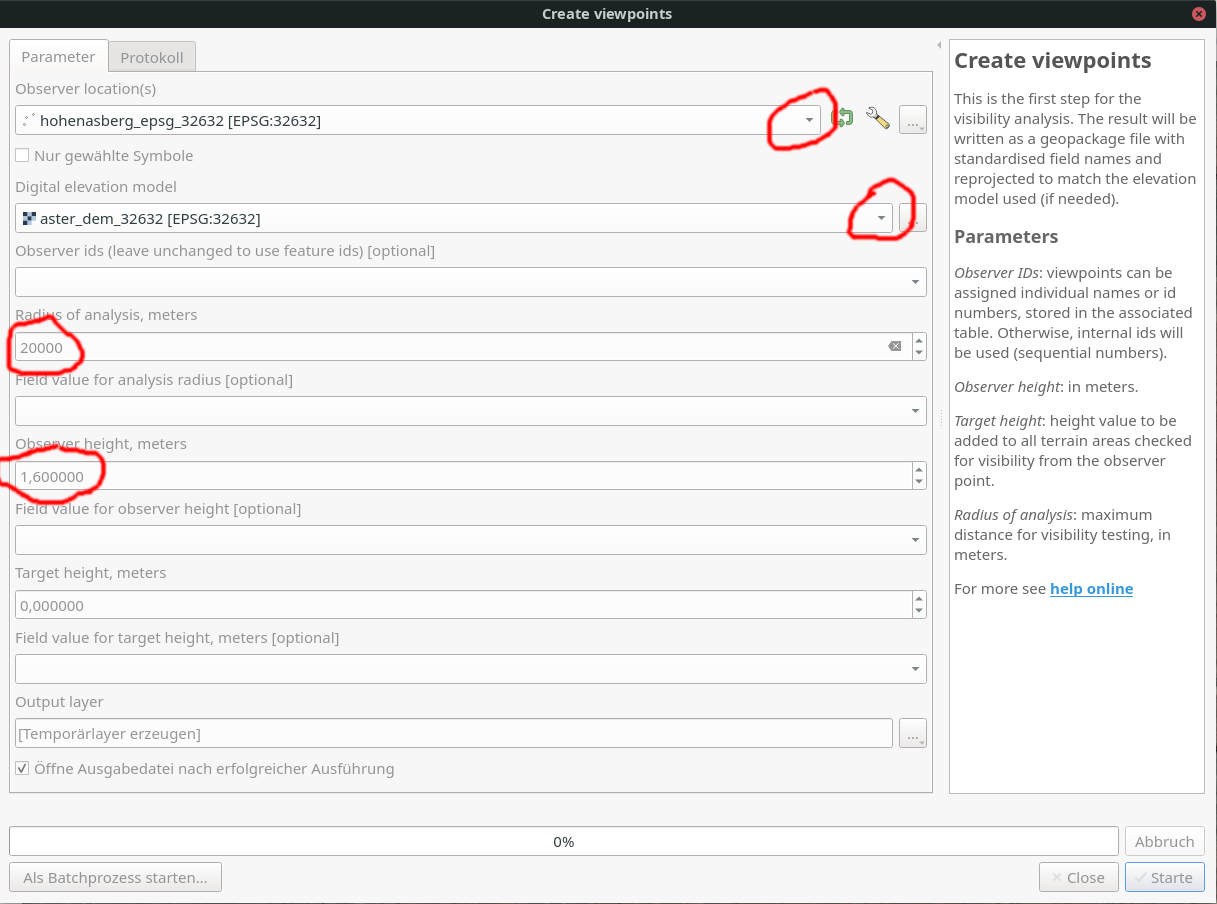 Create viewpoints
Parameter
Protokoll
Observer location(s)
hohenasberg_epsg_32632 [EPSG:32632]
...
Nur gewählte Symbole
Digital elevation model
aster_dem_32632 [EPSG:32632]
...
Observer ids (leave unchanged to use feature ids) [optional]
Radius of analysis, meters
20000
Field value for analysis radius [optional]
Observer height, meters
1,600000
Field value for observer height [optional]
Target height, meters
0,000000
Field value for target height, meters [optional]
Output layer
[Temporärlayer erzeugen]
...
Öffne Ausgabedatei nach erfolgreicher Ausführung
Create viewpoints
This is the first step for the
visibility analysis. The result will be
written as a geopackage file with
standardised field names and
reprojected to match the elevation
model used (if needed).
Parameters
Observer IDs: viewpoints can be
assigned individual names or id
numbers, stored in the associated
table. Otherwise, internal ids will
be used (sequential numbers).
Observer height: in meters.
Target height: height value to be
added to all terrain areas checked
for visibility from the observer
point.
Radius of analysis: maximum
distance for visibility testing, in
meters.
For more see help online
0%
Abbruch
Als Batchprozess starten...
Close
Starte